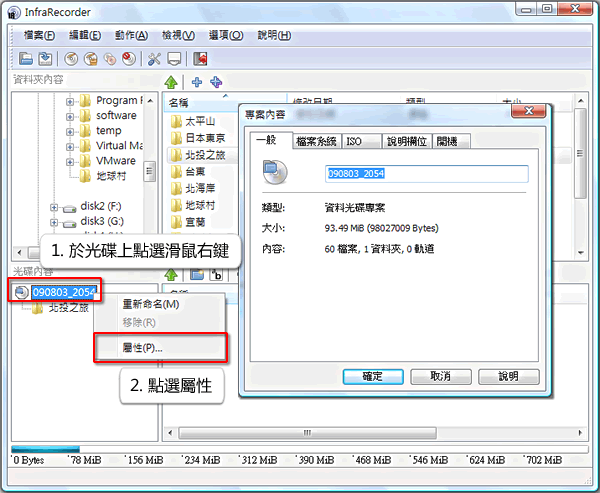 InfraRecorder
檔案(F) 編輯(E) 動作(A) 檢視(V) 選項(O) 說明(H)
資料夾內容
Program F
software
temp
Virtual Ma
VMware
地球村
disk2 (F:)
disk3 (G:)
名稱 修改日期 類型 大小
太平山
日本東京
北投之旅
台東
北海岸
地球村
宜蘭
專案內容
一般 檔案系統 ISO 說明欄位 開機
090803_2054
類型: 資料光碟專案
大小: 93.49 MiB (98027009 Bytes)
內容: 60 檔案, 1 資料夾, 0 軌道
確定 取消 說明
1. 於光碟上點選滑鼠右鍵
光碟內容
090803_2054
北投之旅
重新命名(M)
移除(R)
屬性(P)...
2. 點選屬性
0 Bytes 78 MiB 156 MiB 234 MiB 312 MiB 390 MiB 468 MiB 546 MiB 624 MiB 702 MiB